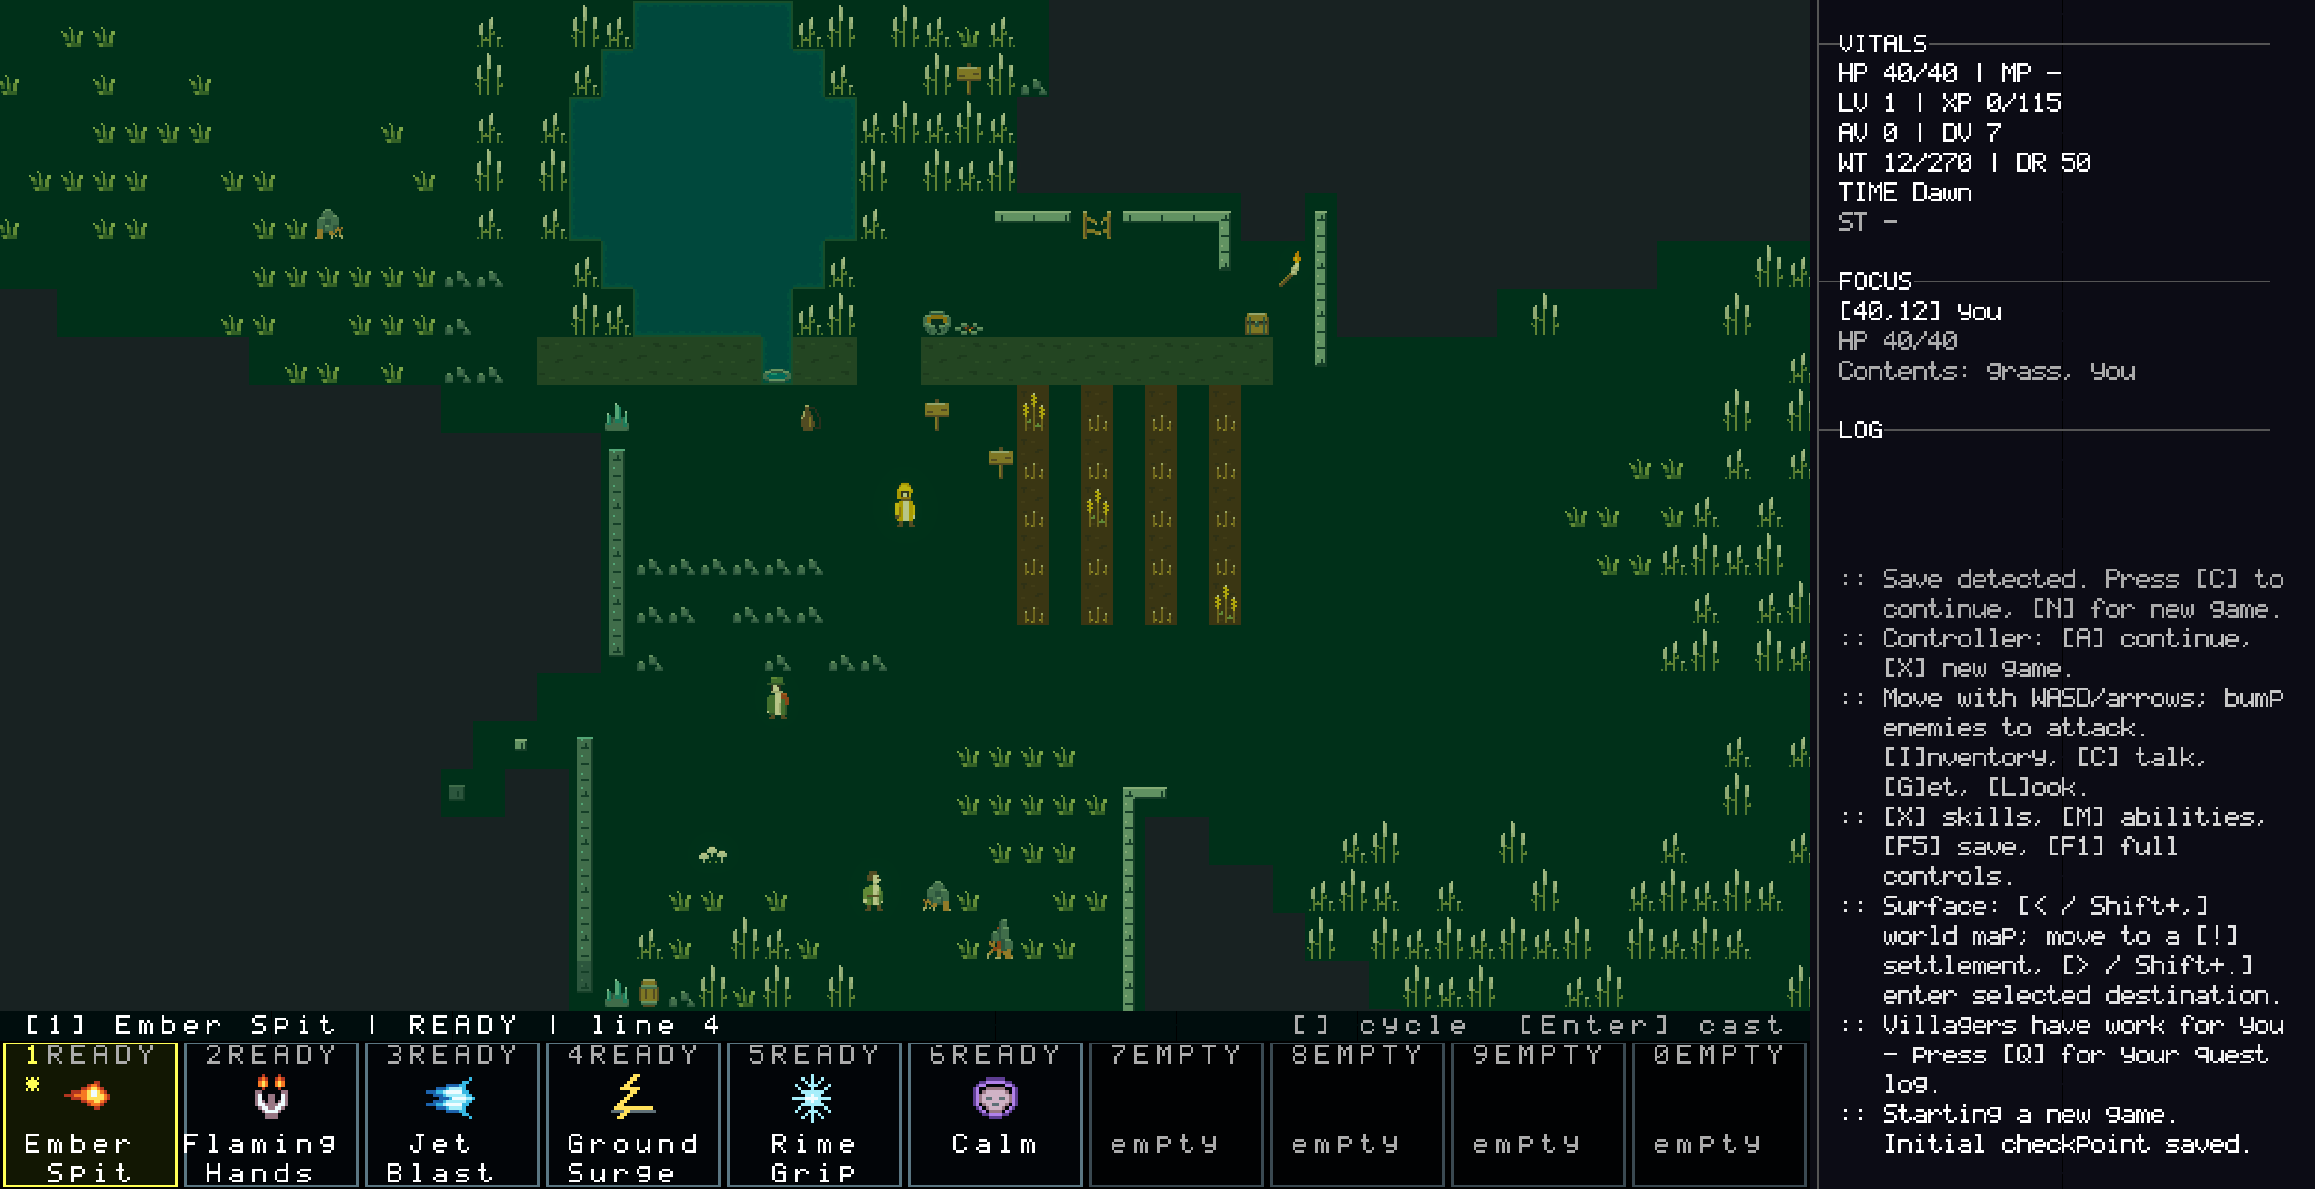 VITALS
HP 40/40 | MP -
LV 1 | XP 0/115
AV 0 | DV 7
WT 12/270 | DR 50
TIME Dawn
ST -
FOCUS
[40,12] you
HP 40/40
Contents: grass, you
LOG
:: Save detected. Press [C] to
continue, [N] for new game.
:: Controller: [A] continue,
[X] new game.
:: Move with WASD/arrows; bump
enemies to attack.
[I]nventory, [C] talk,
[G]et, [L]ook.
:: [X] skills, [M] abilities,
[F5] save, [F1] full
controls.
:: Surface: [< / Shift+,]
world map; move to a [!]
settlement, [> / Shift+.]
enter selected destination.
:: Villagers have work for you
- Press [Q] for your quest
log.
:: Starting a new game.
Initial checkpoint saved.
[1] Ember Spit | READY | line 4
[] cycle [Enter] cast
1READY 2READY 3READY 4READY 5READY 6READY 7EMPTY 8EMPTY 9EMPTY 0EMPTY
Ember Flaming Jet Ground Rime Calm empty empty empty empty
Spit Hands Blast Surge Grip